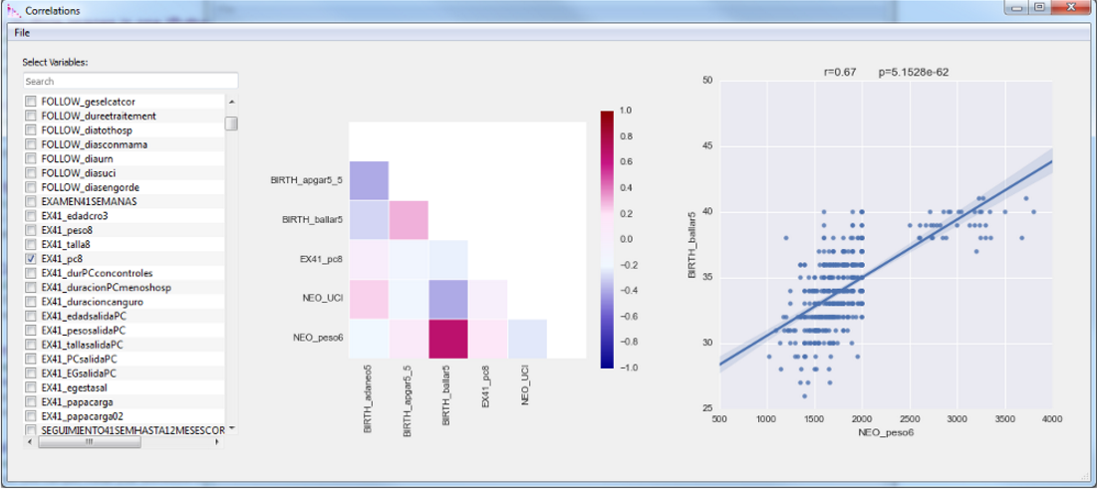 Correlations
File
Select Variables:
Search
FOLLOW_geselcatcor
FOLLOW_dureetraitement
FOLLOW_diatothosp
FOLLOW_diasconmama
FOLLOW_diaurn
FOLLOW_diasuci
FOLLOW_diasengorde
EXAMEN41SEMANAS
EX41_edadcro3
EX41_peso8
EX41_talla8
EX41_pc8
EX41_durPCconcontroles
EX41_duracionPCmenoshosp
EX41_duracioncanguro
EX41_edadsalidaPC
EX41_pesosalidaPC
EX41_tallasalidaPC
EX41_PCsalidaPC
EX41_EGsalidaPC
EX41_egestasal
EX41_papacarga
EX41_papacarga02
SEGUIMIENTO41SEMHASTA12MESESCOR
BIRTH_apgar5_5
BIRTH_ballar5
EX41_pc8
NEO_UCI
NEO_peso6
BIRTH_adaneo5
BIRTH_apgar5_5
BIRTH_ballar5
EX41_pc8
NEO_UCI
1.0
0.8
0.6
0.4
0.2
0.0
−0.2
−0.4
−0.6
−0.8
−1.0
r=0.67 p=5.1528e-62
50
45
40
35
30
25
BIRTH_ballar5
500 1000 1500 2000 2500 3000 3500 4000
NEO_peso6